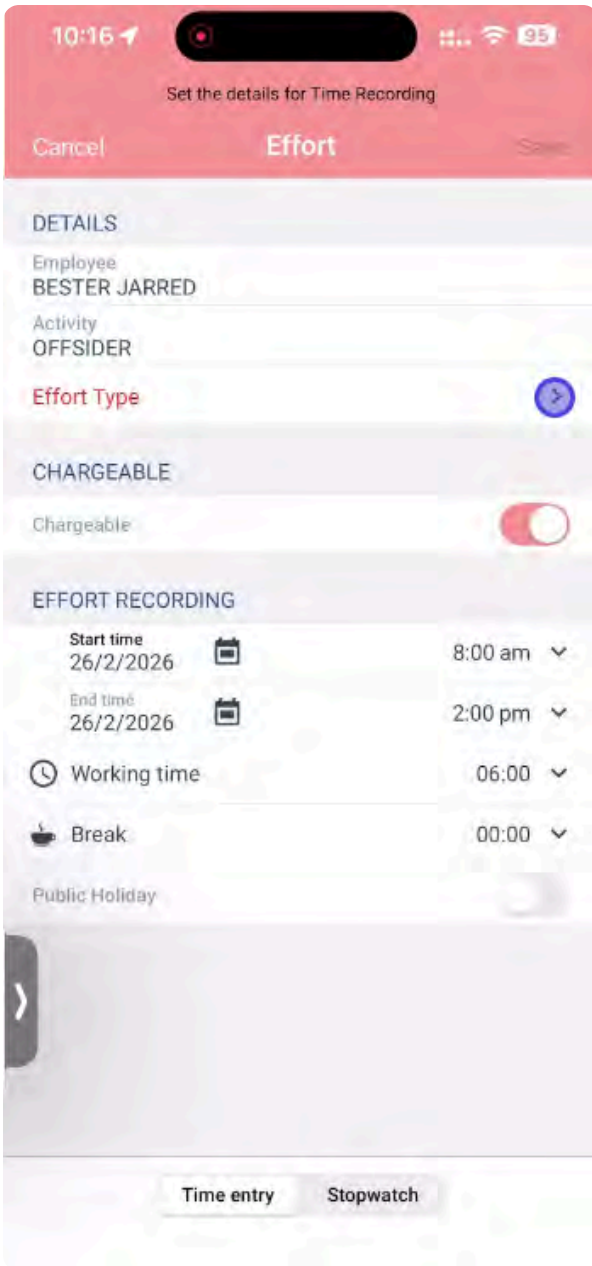 10:16
95
Set the details for Time Recording
Cancel Effort Save
DETAILS
Employee
BESTER JARRED
Activity
OFFSIDER
Effort Type
CHARGEABLE
Chargeable
EFFORT RECORDING
Start time
26/2/2026 8:00 am
End time
26/2/2026 2:00 pm
Working time 06:00
Break 00:00
Public Holiday
Time entry Stopwatch